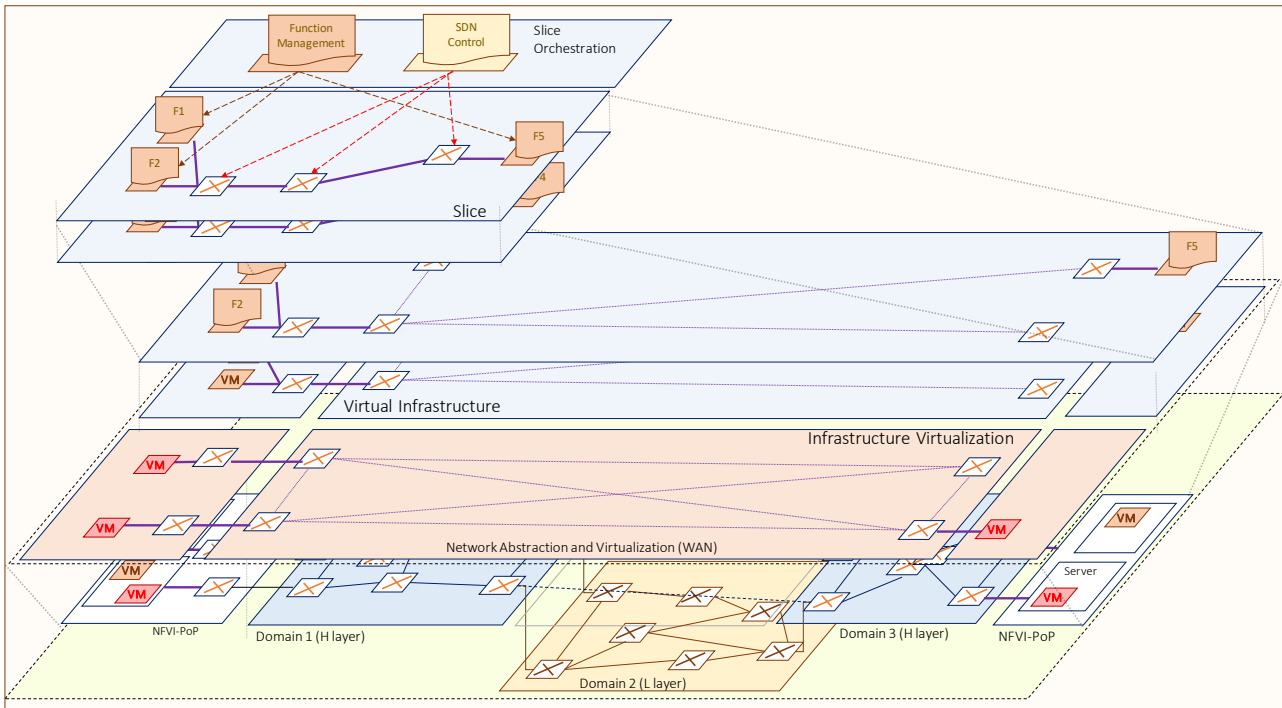 Function
Management
SDN
Control
Slice
Orchestration
F1
F2
F5
4
Slice
F5
F2
VM
Virtual Infrastructure
Infrastructure Virtualization
VM
VM
VM
Network Abstraction and Virtualization (WAN)
VM
VM
VM
Server
VM
NFVI-PoP
Domain 1 (H layer)
Domain 2 (L layer)
Domain 3 (H layer)
NFVI-PoP